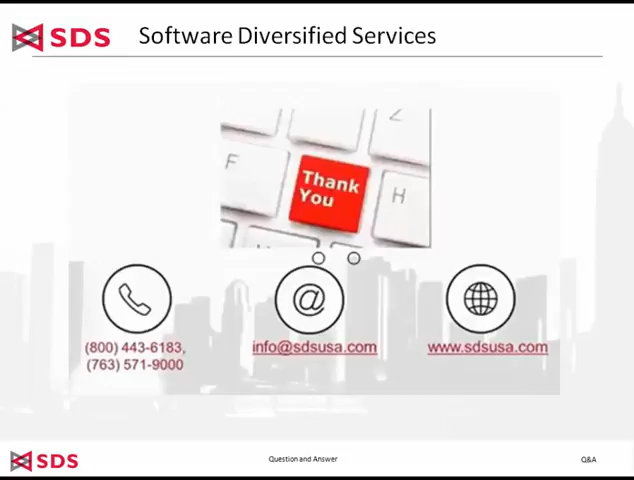 SDS
Software Diversified Services
Z
F
Thank
You
H
@
(800) 443-6183,
(763) 571-9000
info@sdsusa.com
www.sdsusa.com
SDS
Question and Answer
Q&A